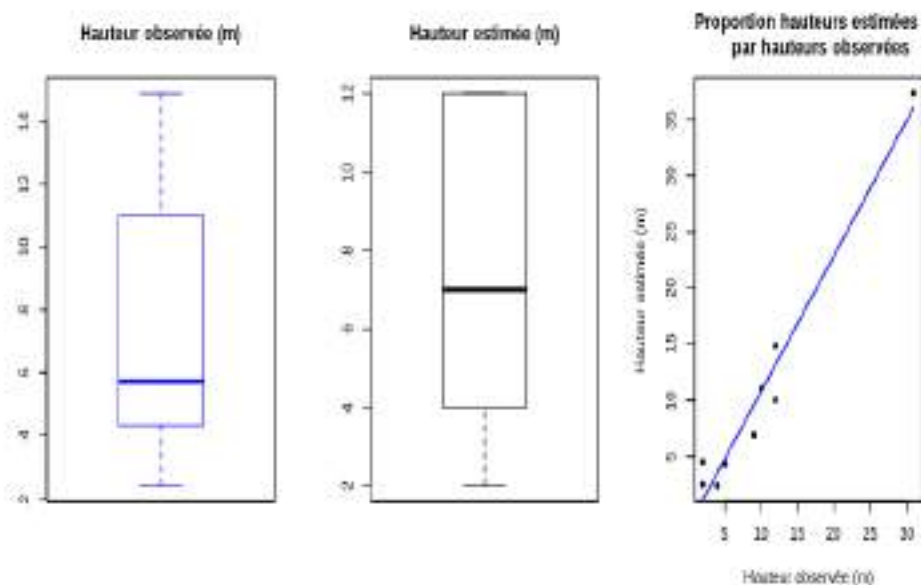 Hauteur observée (m)
14
12
10
8
6
4
2
Hauteur estimée (m)
12
10
8
6
4
2
Proportion hauteurs estimées
par hauteurs observées
Hauteur estimée (m)
35
30
25
20
15
10
5
5 10 15 20 25 30
Hauteur observée (m)